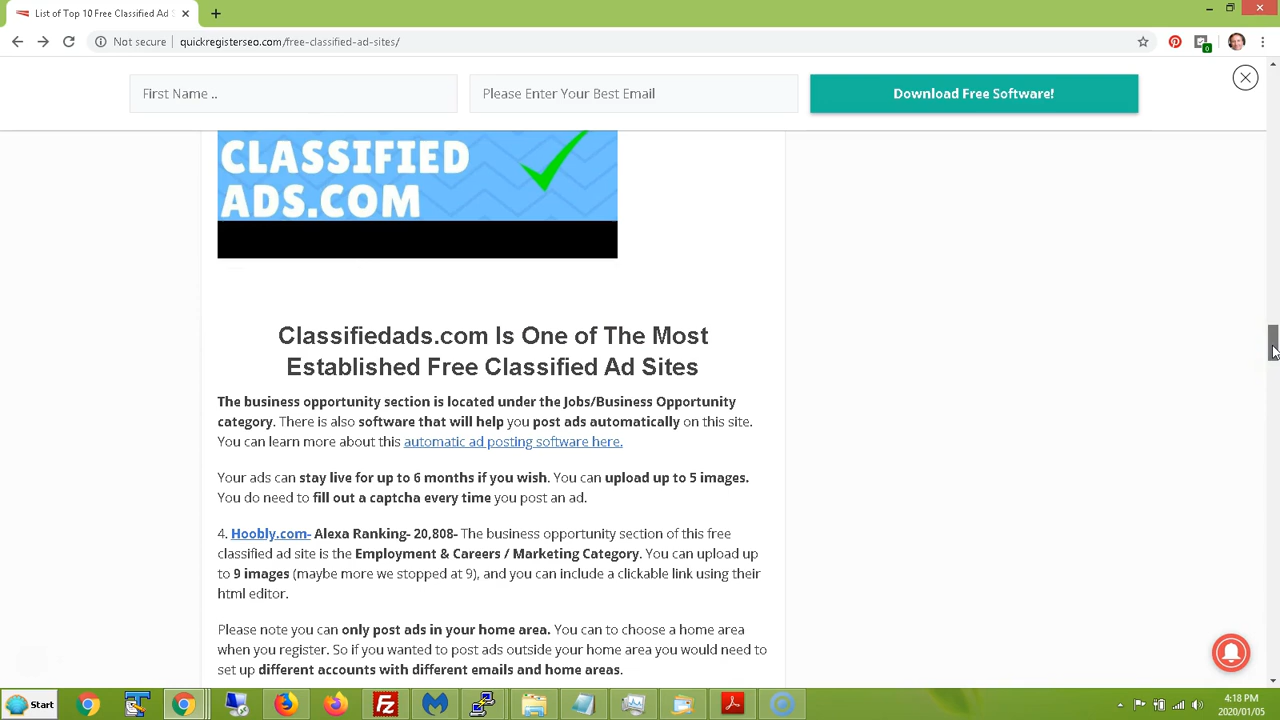 List of Top 10 Free Classified Ad S
Not secure
quickregisterseo.com/free-classified-ad-sites/
0
First Name ..
Please Enter Your Best Email
Download Free Software!
CLASSIFIED
ADS.COM
Classifiedads.com Is One of The Most
Established Free Classified Ad Sites
The business opportunity section is located under the Jobs/Business Opportunity
category. There is also software that will help you post ads automatically on this site.
You can learn more about this automatic ad posting software here.
Your ads can stay live for up to 6 months if you wish. You can upload up to 5 images.
You do need to fill out a captcha every time you post an ad.
4. Hoobly.com- Alexa Ranking- 20,808- The business opportunity section of this free
classified ad site is the Employment & Careers / Marketing Category. You can upload up
to 9 images (maybe more we stopped at 9), and you can include a clickable link using their
html editor.
Please note you can only post ads in your home area. You can to choose a home area
when you register. So if you wanted to post ads outside your home area you would need to
set up different accounts with different emails and home areas.
Start
4:18 PM
2020/01/05